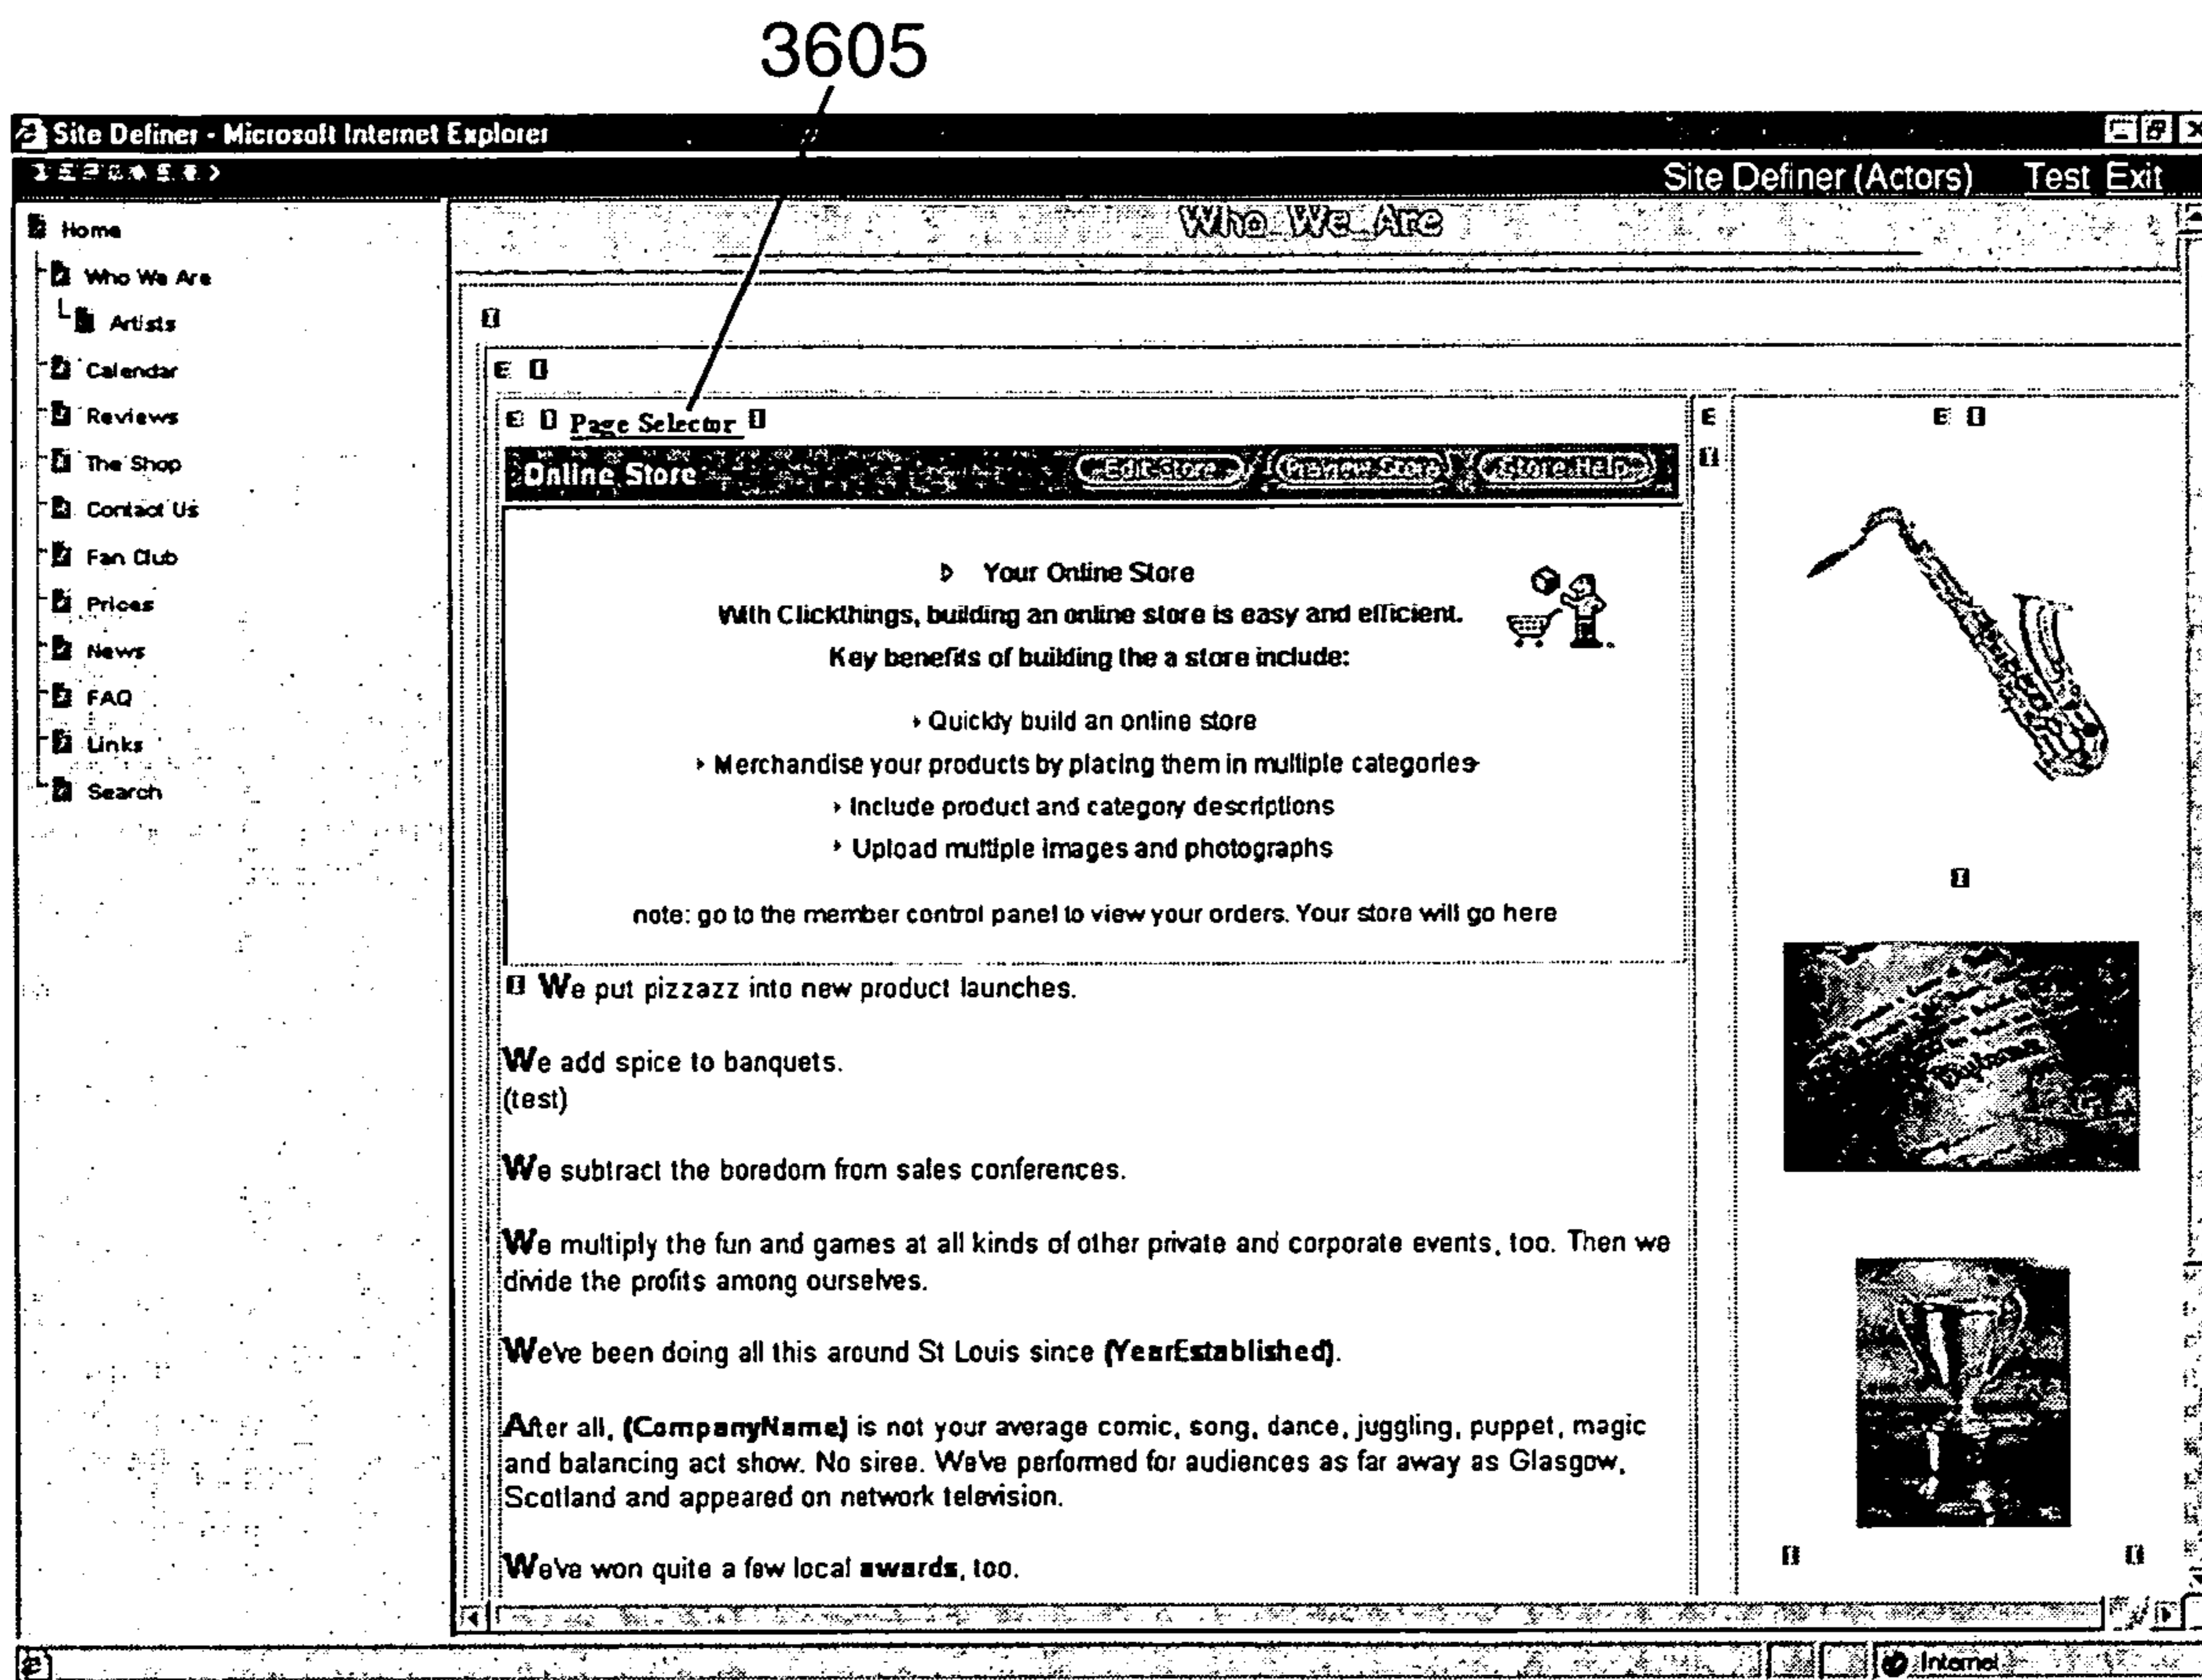 3605
Site Definer - Microsoft Internet Explorer
Site Definer (Actors) Test Exit
Home
Who We Are
Artists
Calendar
Reviews
The Shop
Contact Us
Fan Club
Prices
News
FAQ
Links
Search
Who_We_Are
I
E I
E I Page Selector I
E
I
E I
Online Store Edit Store Preview Store Store Help
Your Online Store
With Clickthings, building an online store is easy and efficient.
Key benefits of building the a store include:
Quickly build an online store
Merchandise your products by placing them in multiple categories
Include product and category descriptions
Upload multiple images and photographs
note: go to the member control panel to view your orders. Your store will go here
I
I We put pizzazz into new product launches.
We add spice to banquets.
(test)
We subtract the boredom from sales conferences.
We multiply the fun and games at all kinds of other private and corporate events, too. Then we
divide the profits among ourselves.
We've been doing all this around St Louis since (YearEstablished).
After all, (CompanyName) is not your average comic, song, dance, juggling, puppet, magic
and balancing act show. No siree. We've performed for audiences as far away as Glasgow,
Scotland and appeared on network television.
We've won quite a few local awards, too.
I I
Internet